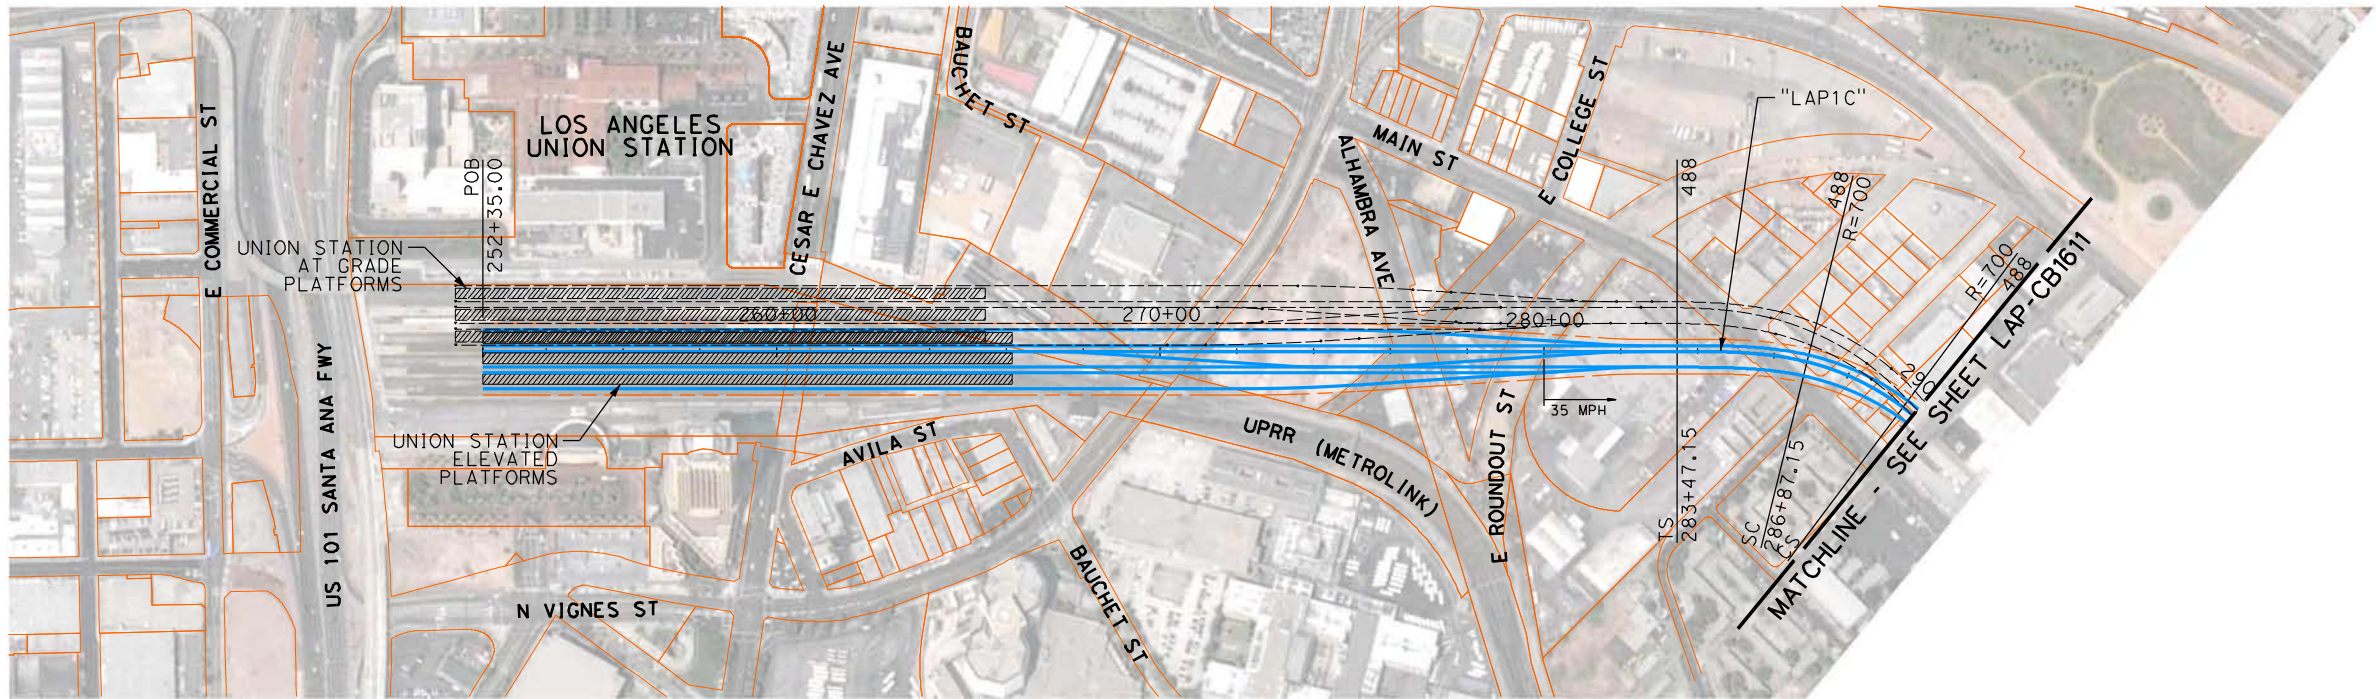 E COMMERCIAL ST
US 101 SANTA ANA FWY
LOS ANGELES
UNION STATION
POB
252+35.00
UNION STATION
AT GRADE
PLATFORMS
UNION STATION
ELEVATED
PLATFORMS
N VIGNES ST
CESAR E CHAVEZ AVE
BAUCHET ST
260+00
270+00
280+00
290
AVILA ST
BAUCHET ST
UPRR (METROLINK)
ALHAMBRA AVE
MAIN ST
E COLLEGE ST
E ROUNDOUT ST
35 MPH
"LAP1C"
488
TS
283+47.15
488
R=700
SC
286+87.15
CS
R=700
488
MATCHLINE - SEE SHEET LAP-CB1611